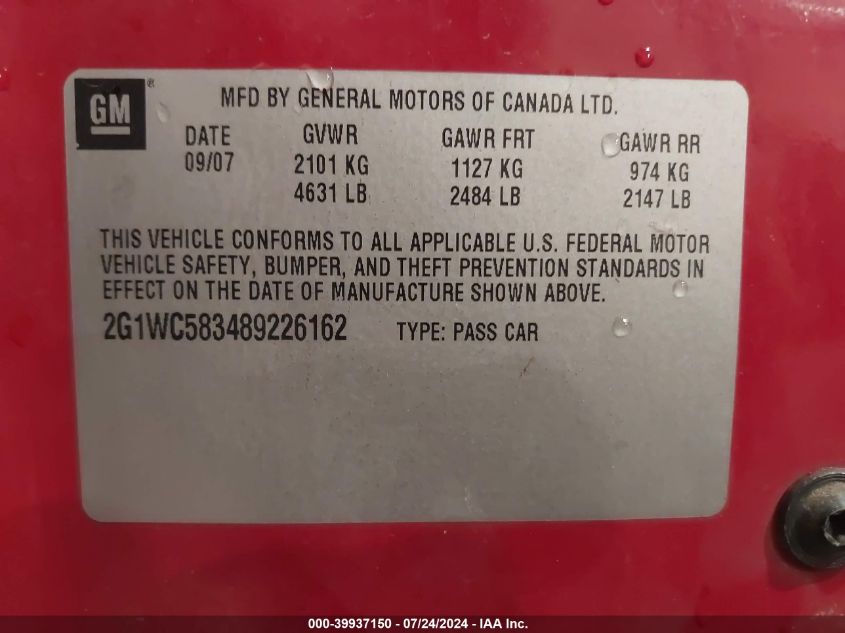 GM®
MFD BY GENERAL MOTORS OF CANADA LTD.
DATE GVWR GAWR FRT GAWR RR
09/07 2101 KG 1127 KG 974 KG
4631 LB 2484 LB 2147 LB
THIS VEHICLE CONFORMS TO ALL APPLICABLE U.S. FEDERAL MOTOR
VEHICLE SAFETY, BUMPER, AND THEFT PREVENTION STANDARDS IN
EFFECT ON THE DATE OF MANUFACTURE SHOWN ABOVE.
2G1WC583489226162 TYPE: PASS CAR
000-39937150 - 07/24/2024 - IAA Inc.